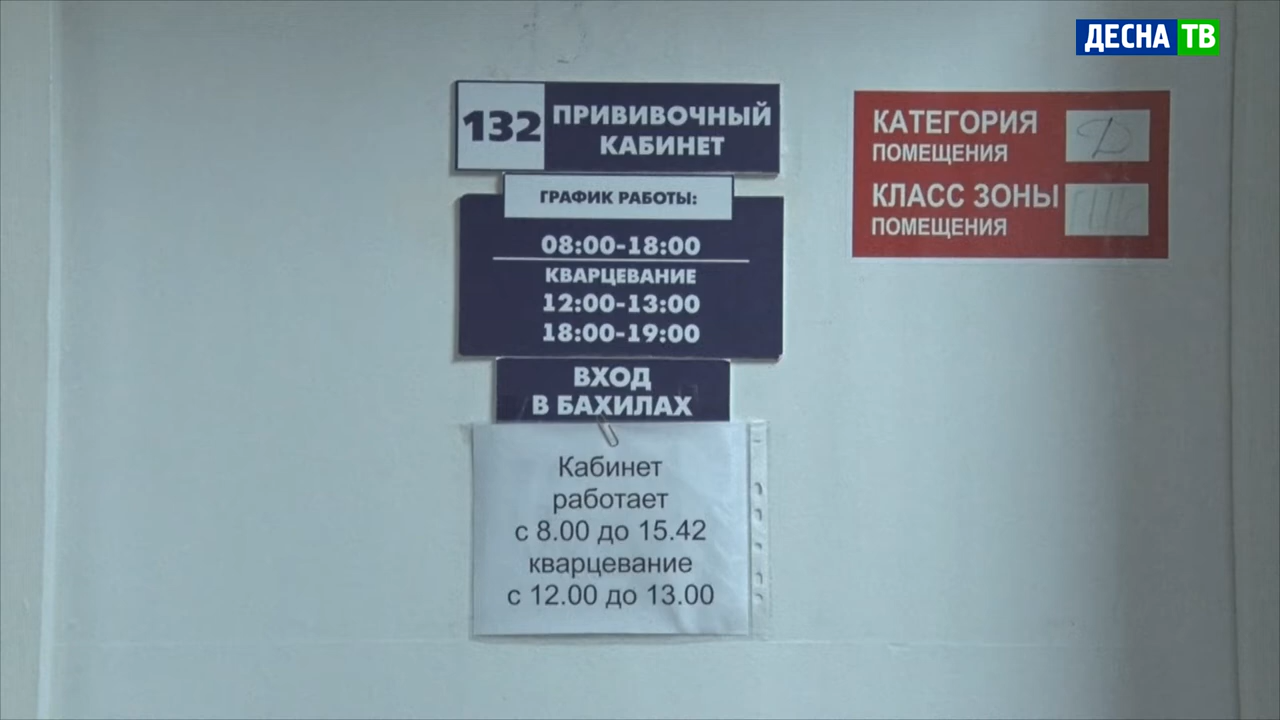 ДЕСНА ТВ
132 ПРИВИВОЧНЫЙ
КАБИНЕТ
ГРАФИК РАБОТЫ:
08:00-18:00
КВАРЦЕВАНИЕ
12:00-13:00
18:00-19:00
ВХОД
В БАХИЛАХ
Кабинет
работает
с 8.00 до 15.42
кварцевание
с 12.00 до 13.00
КАТЕГОРИЯ
ПОМЕЩЕНИЯ
Д
КЛАСС ЗОНЫ
ПОМЕЩЕНИЯ